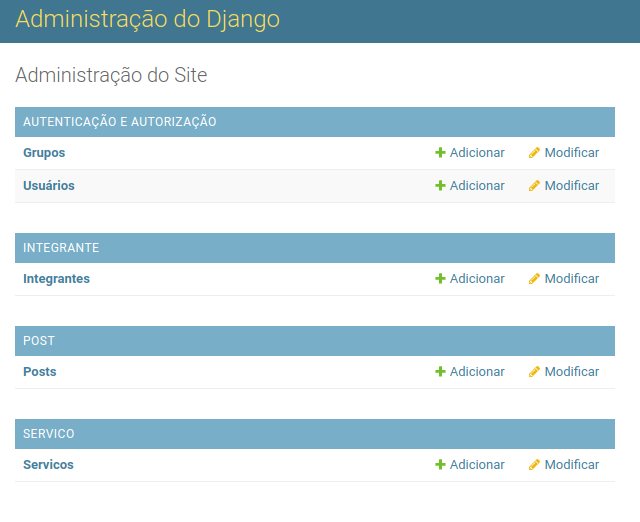 Administração do Django
Administração do Site
AUTENTICAÇÃO E AUTORIZAÇÃO
Grupos Adicionar Modificar
Usuários Adicionar Modificar
INTEGRANTE
Integrantes Adicionar Modificar
POST
Posts Adicionar Modificar
SERVICO
Servicos Adicionar Modificar